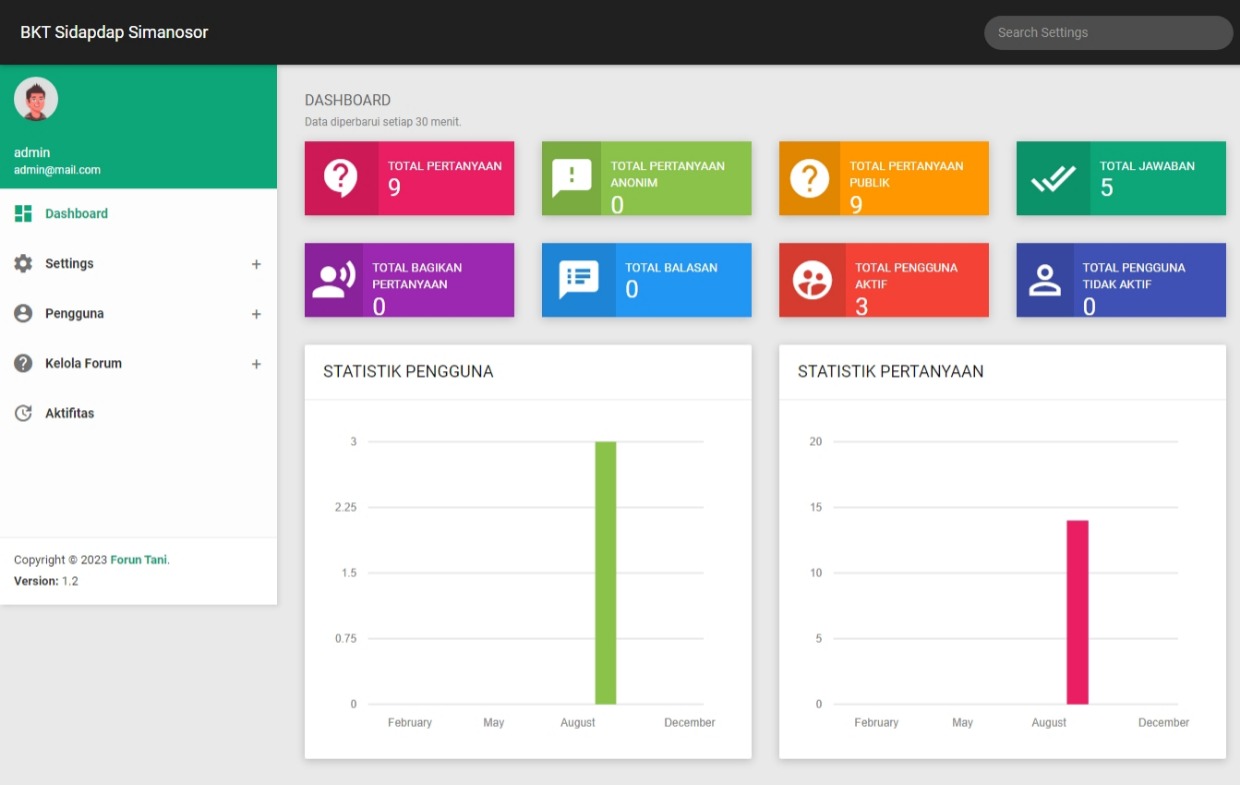 BKT Sidapdap Simanosor
Search Settings
admin
admin@mail.com
Dashboard
Settings
+
Pengguna
+
Kelola Forum
+
Aktifitas
Copyright © 2023 Forun Tani.
Version: 1.2
DASHBOARD
Data diperbarui setiap 30 menit.
TOTAL PERTANYAAN
9
TOTAL PERTANYAAN
ANONIM
0
TOTAL PERTANYAAN
PUBLIK
9
TOTAL JAWABAN
5
TOTAL BAGIKAN
PERTANYAAN
0
TOTAL BALASAN
0
TOTAL PENGGUNA
AKTIF
3
TOTAL PENGGUNA
TIDAK AKTIF
0
STATISTIK PENGGUNA
3
2.25
1.5
0.75
0
February May August December
STATISTIK PERTANYAAN
20
15
10
5
0
February May August December